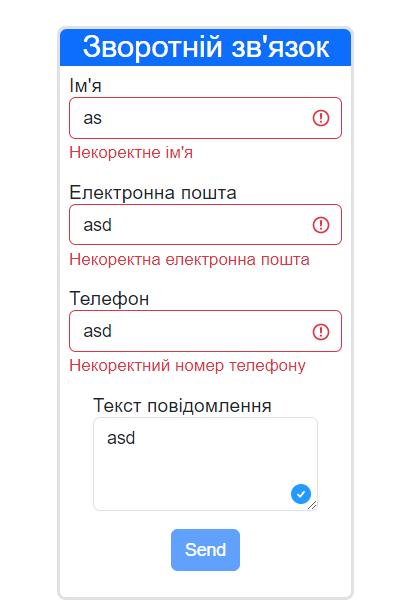 Зворотній зв'язок
Ім'я
as
Некоректне ім'я
Електронна пошта
asd
Некоректна електронна пошта
Телефон
asd
Некоректний номер телефону
Текст повідомлення
asd
Send